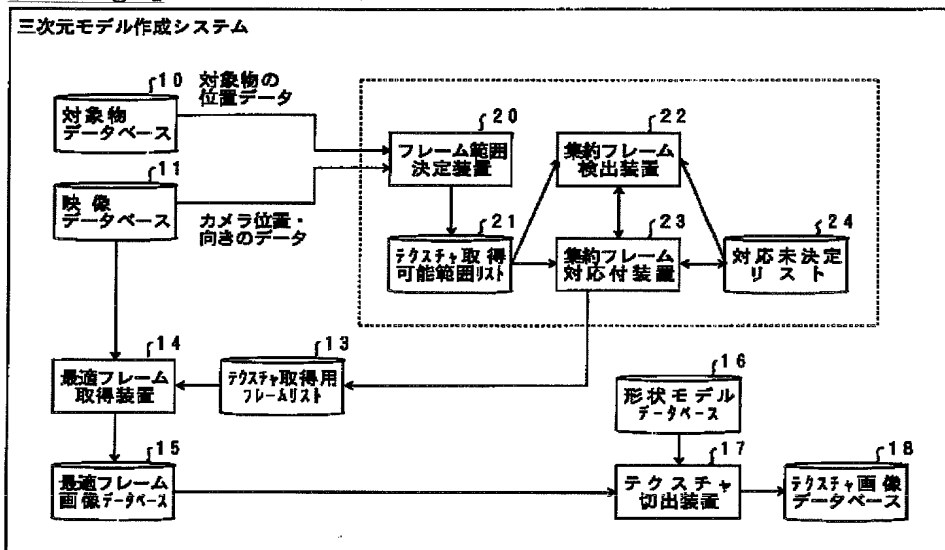 三次元モデル作成システム
10
対象物
データベース
対象物の
位置データ
11
映像
データベース
カメラ位置・
向きのデータ
20
フレーム範囲
決定装置
22
集約フレーム
検出装置
21
テクスチャ取得
可能範囲リスト
23
集約フレーム
対応付装置
24
対応未決定
リスト
14
最適フレーム
取得装置
13
テクスチャ取得用
フレームリスト
16
形状モデル
データベース
15
最適フレーム
画像データベース
17
テクスチャ
切出装置
18
テクスチャ画像
データベース